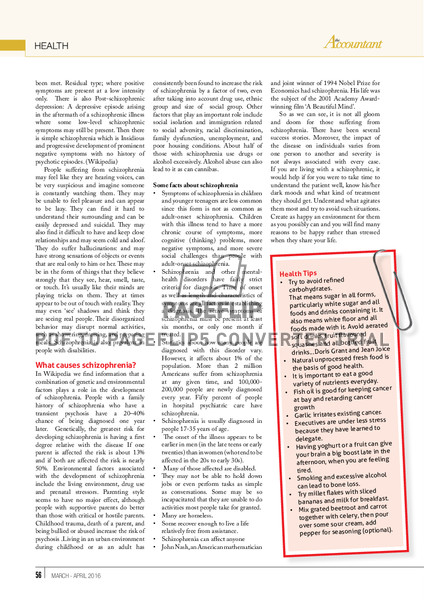 HEALTH
the
Accountant
been met. Residual type; where positive
symptoms are present at a low intensity
only. There is also Post-schizophrenic
depression: A depressive episode arising
in the aftermath of a schizophrenic illness
where some low-level schizophrenic
symptoms may still be present. Then there
is simple schizophrenia which is Insidious
and progressive development of prominent
negative symptoms with no history of
psychotic episodes. (Wikipedia)
People suffering from schizophrenia
may feel like they are hearing voices, can
be very suspicious and imagine someone
is constantly watching them. They may
be unable to feel pleasure and can appear
to be lazy. They can find it hard to
understand their surrounding and can be
easily depressed and suicidal. They may
also find it difficult to have and keep close
relationships and may seem cold and aloof.
They do suffer hallucinations: and may
have strong sensations of objects or events
that are real only to him or her. These may
be in the form of things that they believe
strongly that they see, hear, smell, taste,
or touch. It's usually like their minds are
playing tricks on them. They at times
appear to be out of touch with reality. They
may even 'see' shadows and think they
are seeing real people. Their disorganized
behavior may disrupt normal activities,
people with disabilities.
What causes schizophrenia?
In Wikipedia we find information that a
combination of genetic and environmental
factors plays a role in the development
of schizophrenia. People with a family
history of schizophrenia who have a
transient psychosis have a 20–40%
chance of being diagnosed one year
later. Genetically, the greatest risk for
developing schizophrenia is having a first
degree relative with the disease If one
parent is affected the risk is about 13%
and if both are affected the risk is nearly
50%. Environmental factors associated
with the development of schizophrenia
include the living environment, drug use
and prenatal stressors. Parenting style
seems to have no major effect, although
people with supportive parents do better
than those with critical or hostile parents.
Childhood trauma, death of a parent, and
being bullied or abused increase the risk of
psychosis .Living in an urban environment
during childhood or as an adult has
consistently been found to increase the risk
of schizophrenia by a factor of two, even
after taking into account drug use, ethnic
group and size of social group. Other
factors that play an important role include
social isolation and immigration related
to social adversity, racial discrimination,
family dysfunction, unemployment, and
poor housing conditions. About half of
those with schizophrenia use drugs or
alcohol excessively. Alcohol abuse can also
lead to it as can cannibas.
Some facts about schizophrenia
• Symptoms of schizophrenia in children
and younger teenagers are less common
since this form is not as common as
adult-onset schizophrenia. Children
with this illness tend to have a more
chronic course of symptoms, more
cognitive (thinking) problems, more
negative symptoms, and more severe
social challenges than people with
adult-onset schizophrenia.
• Schizophrenia and other mental-
health disorders have fairly strict
criteria for diagnosis. Time of onset
as well as length and characteristics of
schizophrenia must be present at least
six months, or only one month if
treated.
diagnosed with this disorder vary.
However, it affects about 1% of the
population. More than 2 million
Americans suffer from schizophrenia
at any given time, and 100,000-
200,000 people are newly diagnosed
every year. Fifty percent of people
in hospital psychiatric care have
schizophrenia.
• Schizophrenia is usually diagnosed in
people 17-35 years of age.
• The onset of the illness appears to be
earlier in men (in the late teens or early
twenties) than in women (who tend to be
affected in the 20s to early 30s).
• Many of those affected are disabled.
• They may not be able to hold down
jobs or even perform tasks as simple
as conversations. Some may be so
incapacitated that they are unable to do
activities most people take for granted.
• Many are homeless.
• Some recover enough to live a life
relatively free from assistance.
• Schizophrenia can affect anyone
• John Nash, an American mathematician
and joint winner of 1994 Nobel Prize for
Economics had schizophrenia. His life was
the subject of the 2001 Academy Award-
winning film 'A Beautiful Mind'.
So as we can see, it is not all gloom
and doom for those suffering from
schizophrenia. There have been several
success stories. Moreover, the impact of
the disease on individuals varies from
one person to another and severity is
not always associated with every case.
If you are living with a schizophrenic, it
would help if for you were to take time to
understand the patient well, know his/her
dark moods and what kind of treatment
they should get. Understand what agitates
them most and try to avoid such situations.
Create as happy an environment for them
as you possibly can and you will find many
reasons to be happy rather than stressed
when they share your life.
Health Tips
• Try to avoid refined
carbohydrates.
That means sugar in all forms,
particularly white sugar and all
foods and drinks containing it. It
also means white floor and all
foods made with it. Avoid aerated
drinks...Doris Grant and Jean Joice
• Natural unprocessed fresh food is
the basis of good health.
• It is important to eat a good
variety of nutrients everyday.
• Fish oil is good for keeping cancer
at bay and retarding cancer
growth
• Garlic irritates existing cances
• Executives are under less stress
because they have learned to
delegate.
• Having yoghurt or a fruit can give
your brain a big boost late in the
afternoon, when you are feeling
tired.
• Smoking and excessive alcohol
can lead to bone loss.
• Try millet flakes with sliced
bananas and milk for breakfast.
• Mix grated beetroot and carrot
together with celery, then pour
over some sour cream, add
pepper for seasoning (optional).
56 MARCH - APRIL 2016